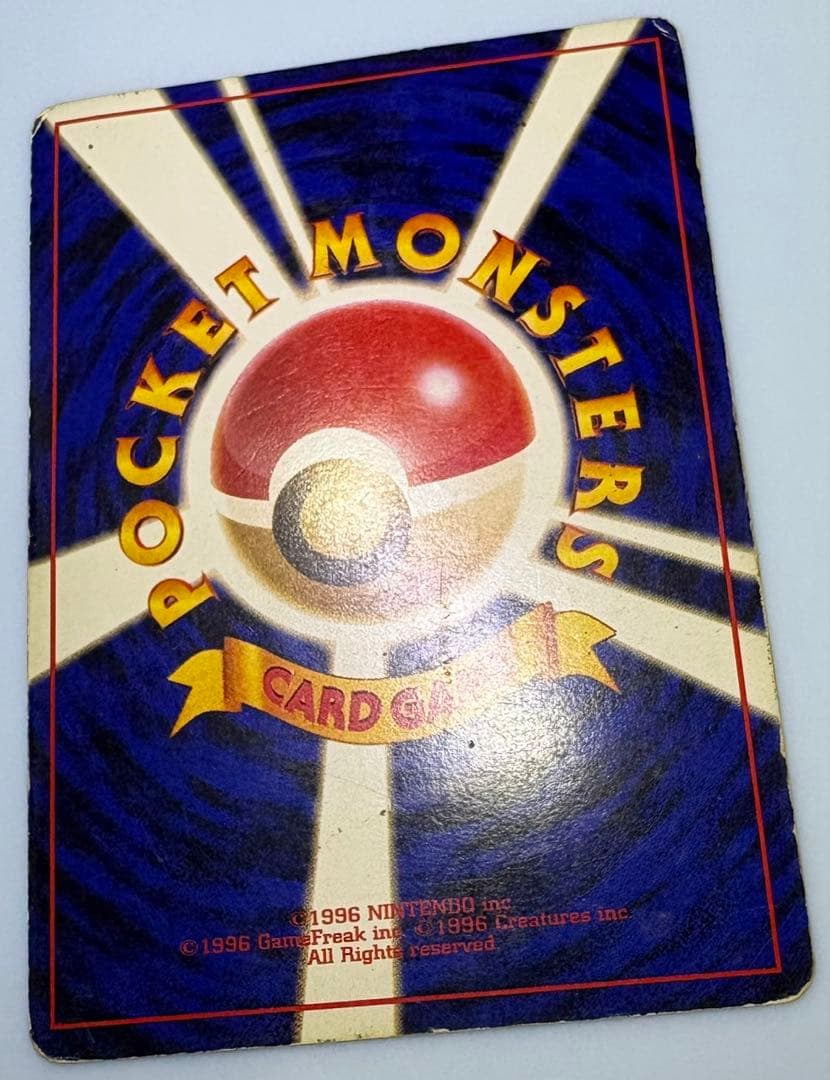 POCKET MONSTERS
CARD GAME
©1996 NINTENDO inc
©1996 GameFreak inc. ©1996 Creatures inc.
All Rights reserved